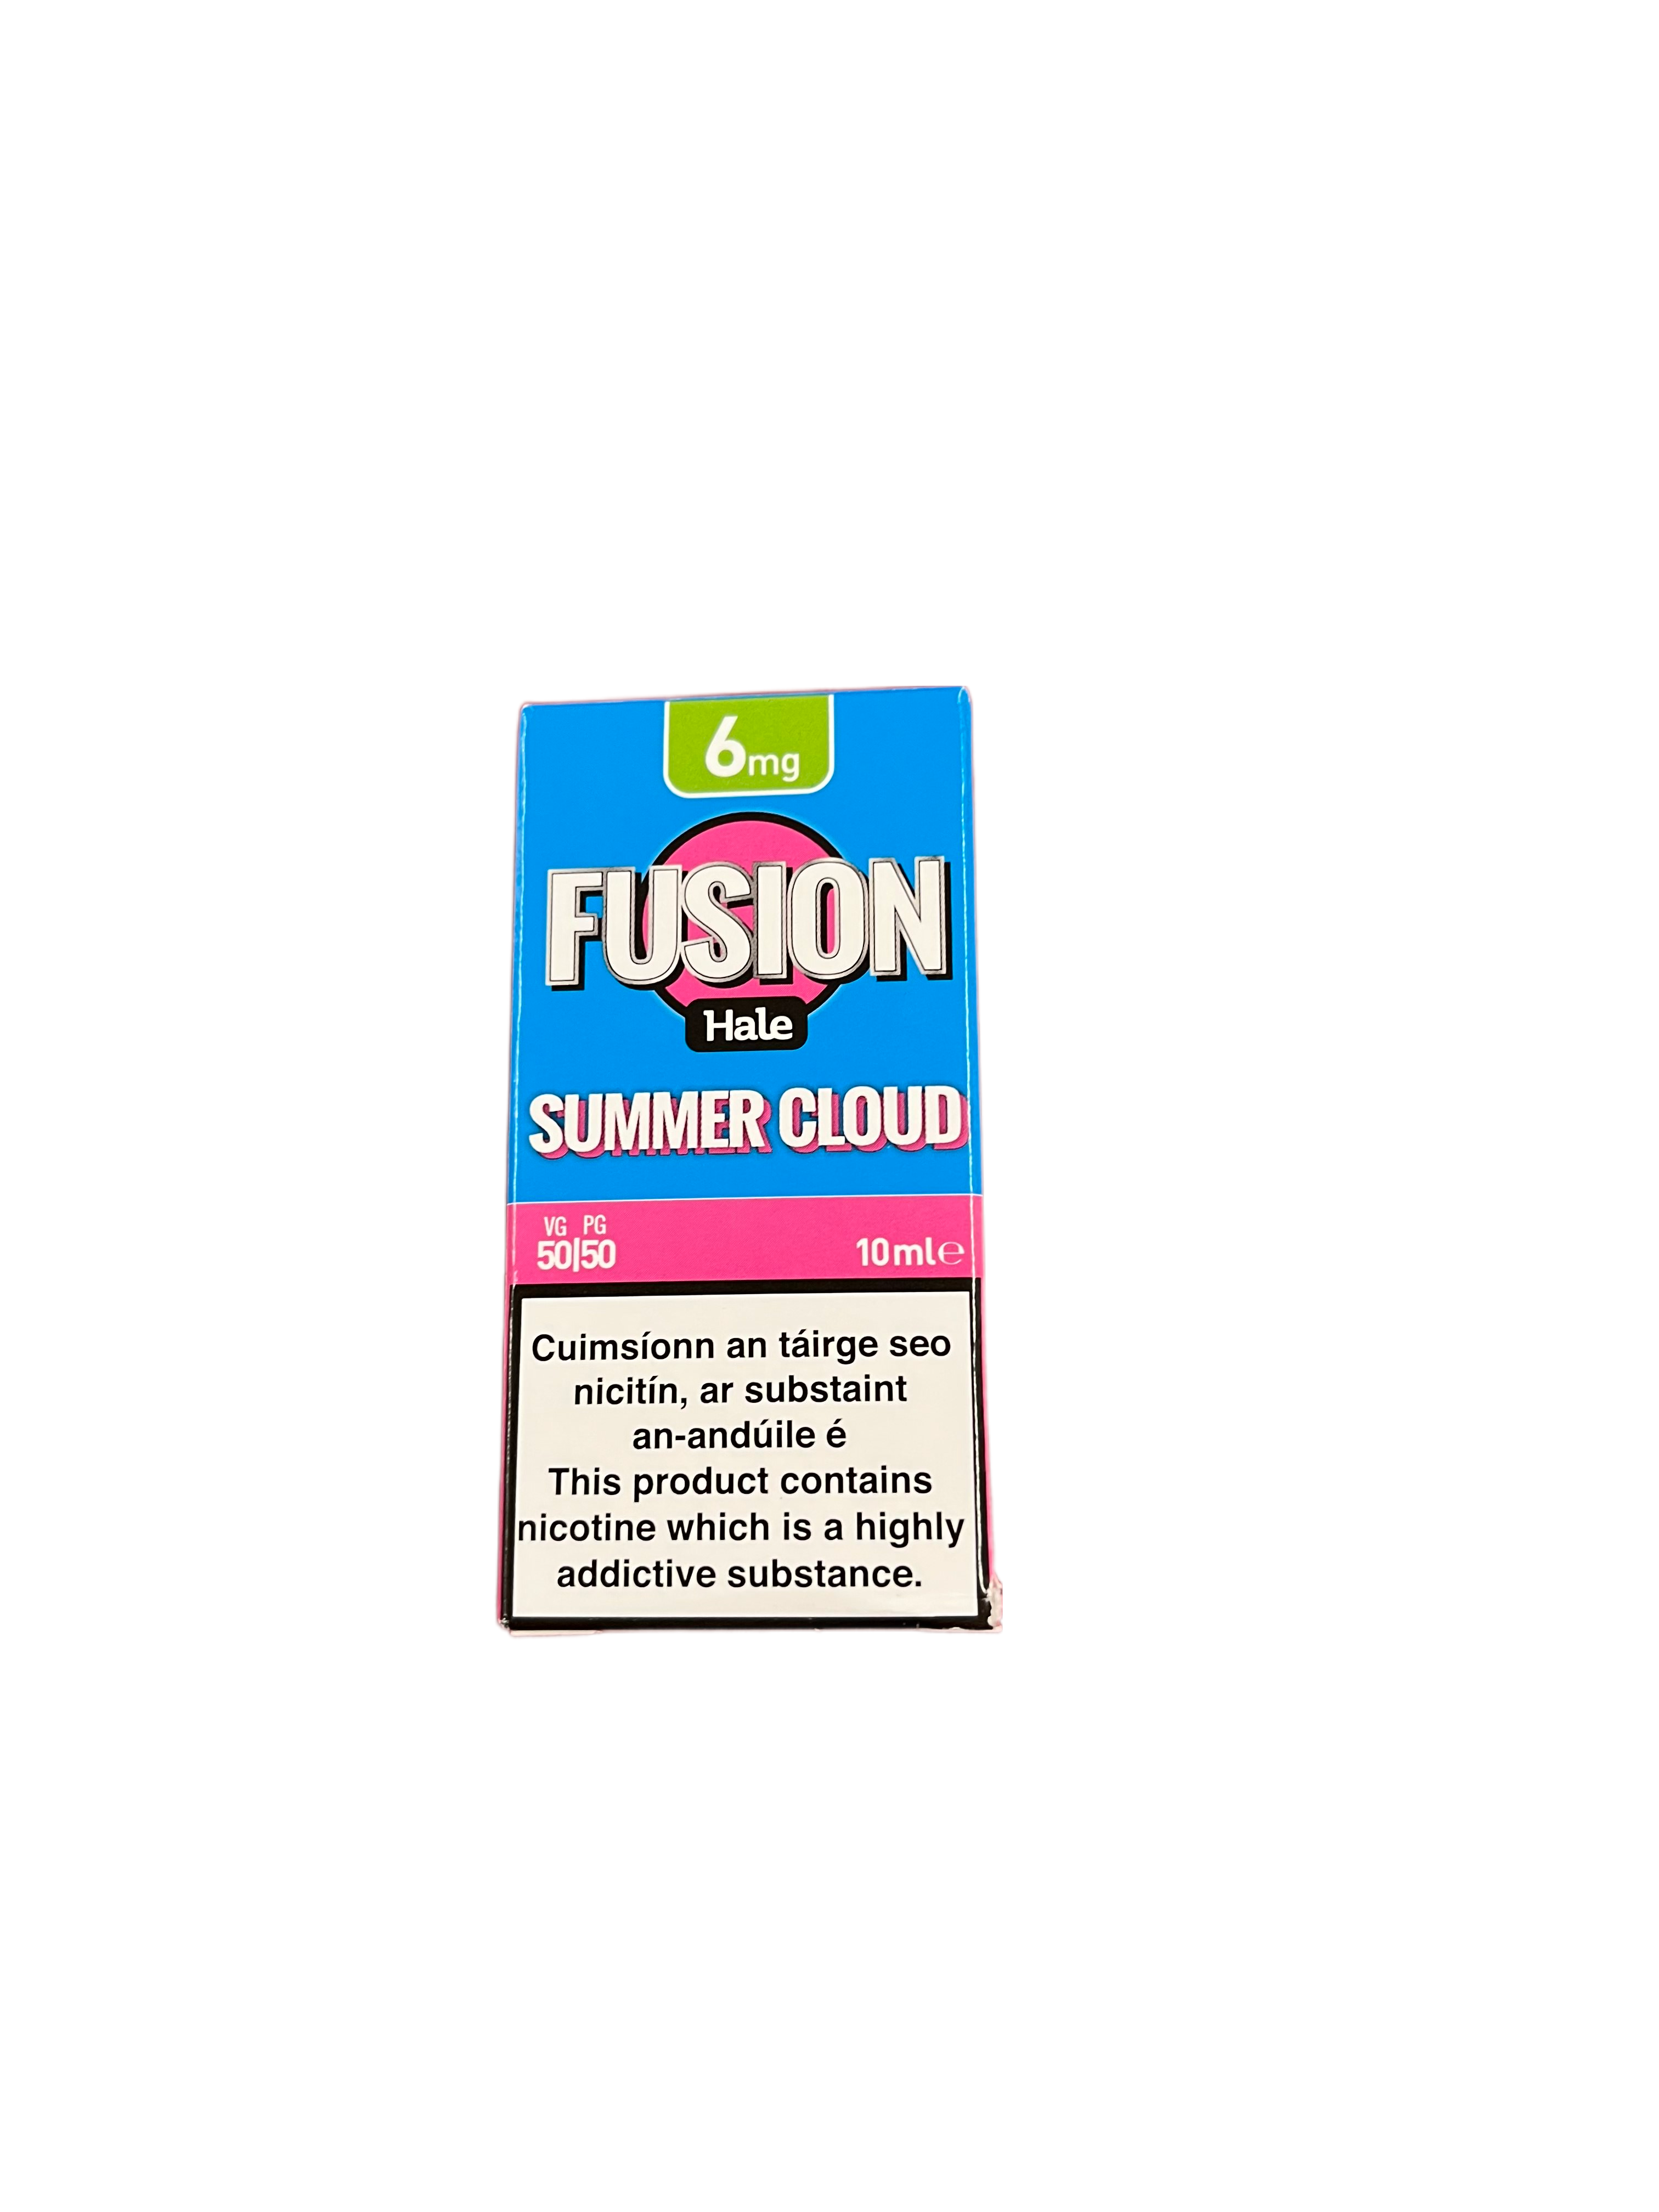 6mg
FUSION
Hale
SUMMER CLOUD
VG PG
50|50
10ml℮
Cuimsíonn an táirge seo
nicitín, ar substaint
an-andúile é
This product contains
nicotine which is a highly
addictive substance.